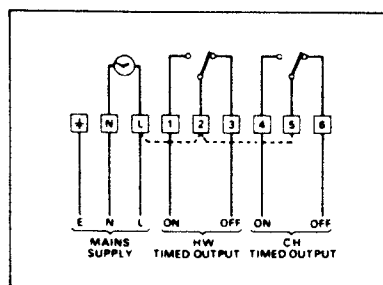 N L 1 2 3 4 5 6
E N L ON OFF ON OFF
MAINS SUPPLY
HW TIMED OUTPUT
CH TIMED OUTPUT